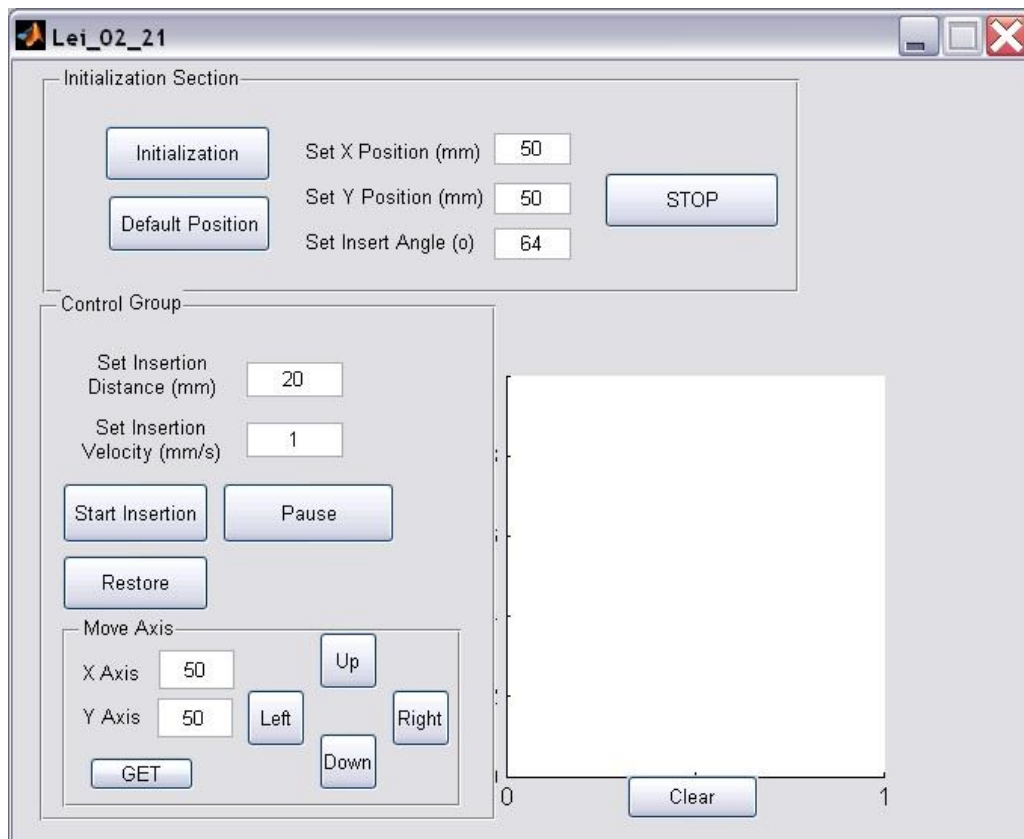 Lei_02_21
Initialization Section
Initialization
Set X Position (mm) 50
Default Position
Set Y Position (mm) 50
STOP
Set Insert Angle (o) 64
Control Group
Set Insertion
Distance (mm)
20
Set Insertion
Velocity (mm/s)
1
Start Insertion
Pause
Restore
Move Axis
X Axis 50
Y Axis 50
GET
Up
Left
Right
Down
0
1
Clear